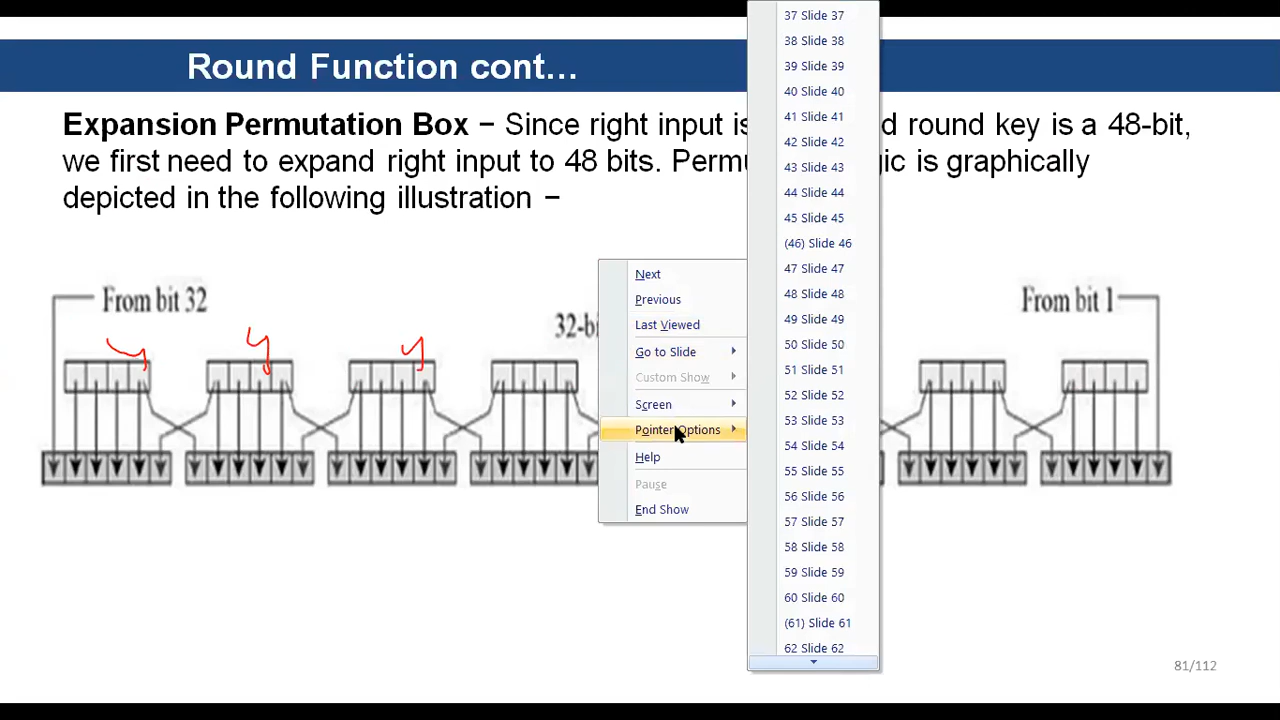 Round Function cont...
Expansion Permutation Box − Since right input is d round key is a 48-bit,
we first need to expand right input to 48 bits. Permu gic is graphically
depicted in the following illustration −
From bit 32
32-bi
From bit 1
y
y
y
Next
Previous
Last Viewed
Go to Slide
Custom Show
Screen
Pointer Options
Help
Pause
End Show
37 Slide 37
38 Slide 38
39 Slide 39
40 Slide 40
41 Slide 41
42 Slide 42
43 Slide 43
44 Slide 44
45 Slide 45
(46) Slide 46
47 Slide 47
48 Slide 48
49 Slide 49
50 Slide 50
51 Slide 51
52 Slide 52
53 Slide 53
54 Slide 54
55 Slide 55
56 Slide 56
57 Slide 57
58 Slide 58
59 Slide 59
60 Slide 60
(61) Slide 61
62 Slide 62
81/112